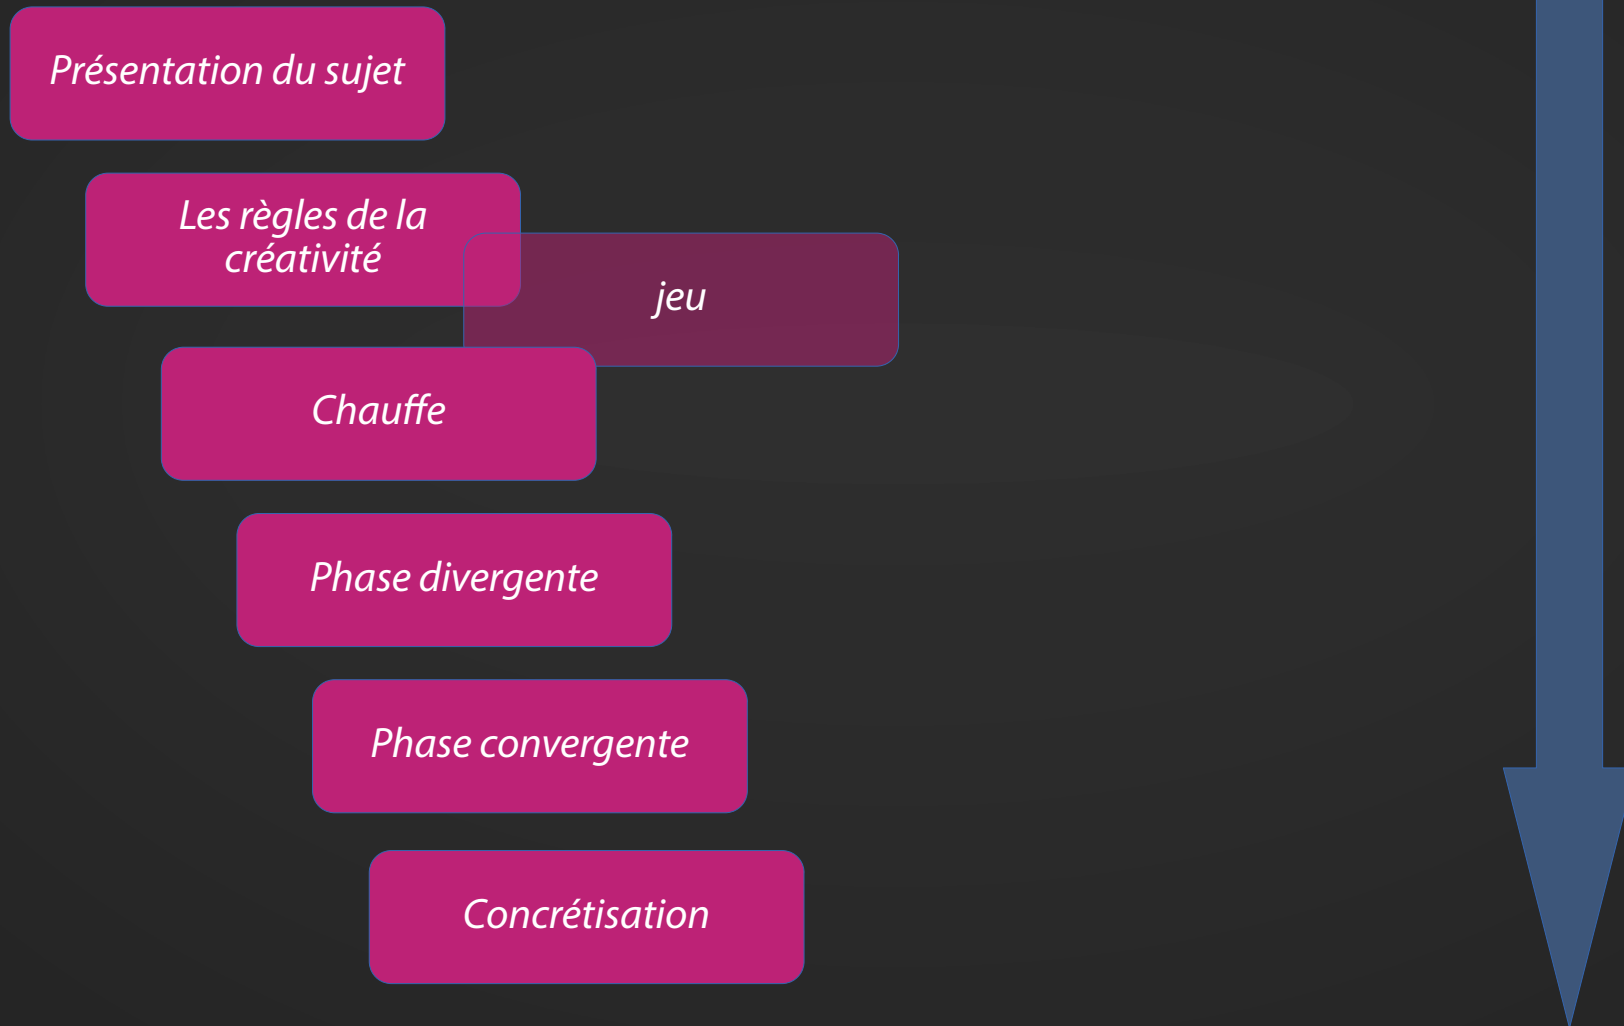 Présentation du sujet
Les règles de la
créativité
jeu
Chauffe
Phase divergente
Phase convergente
Concrétisation